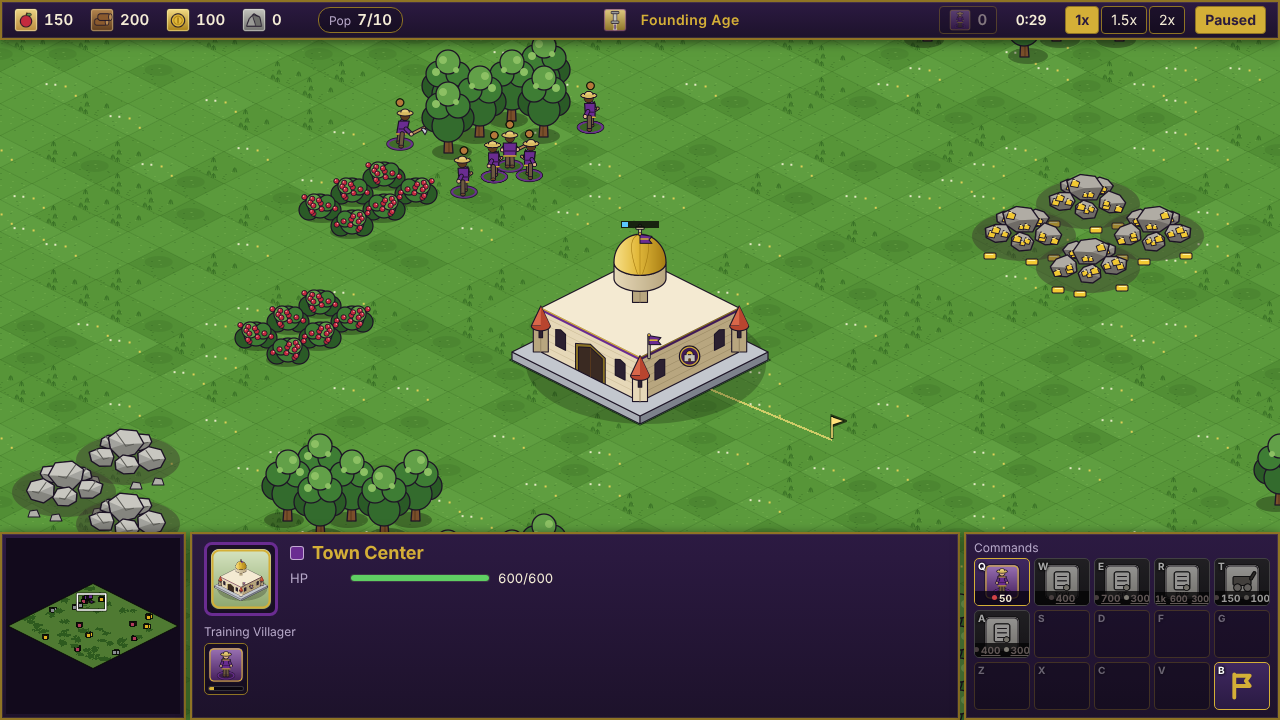 150 200 100 0 Pop 7/10 Founding Age 0 0:29 1x 1.5x 2x Paused
Town Center
HP 600/600
Training Villager
Commands
Q W E R T
50 400 700 300 1k 600 300 150 100
A S D F G
400 300
Z X C V B